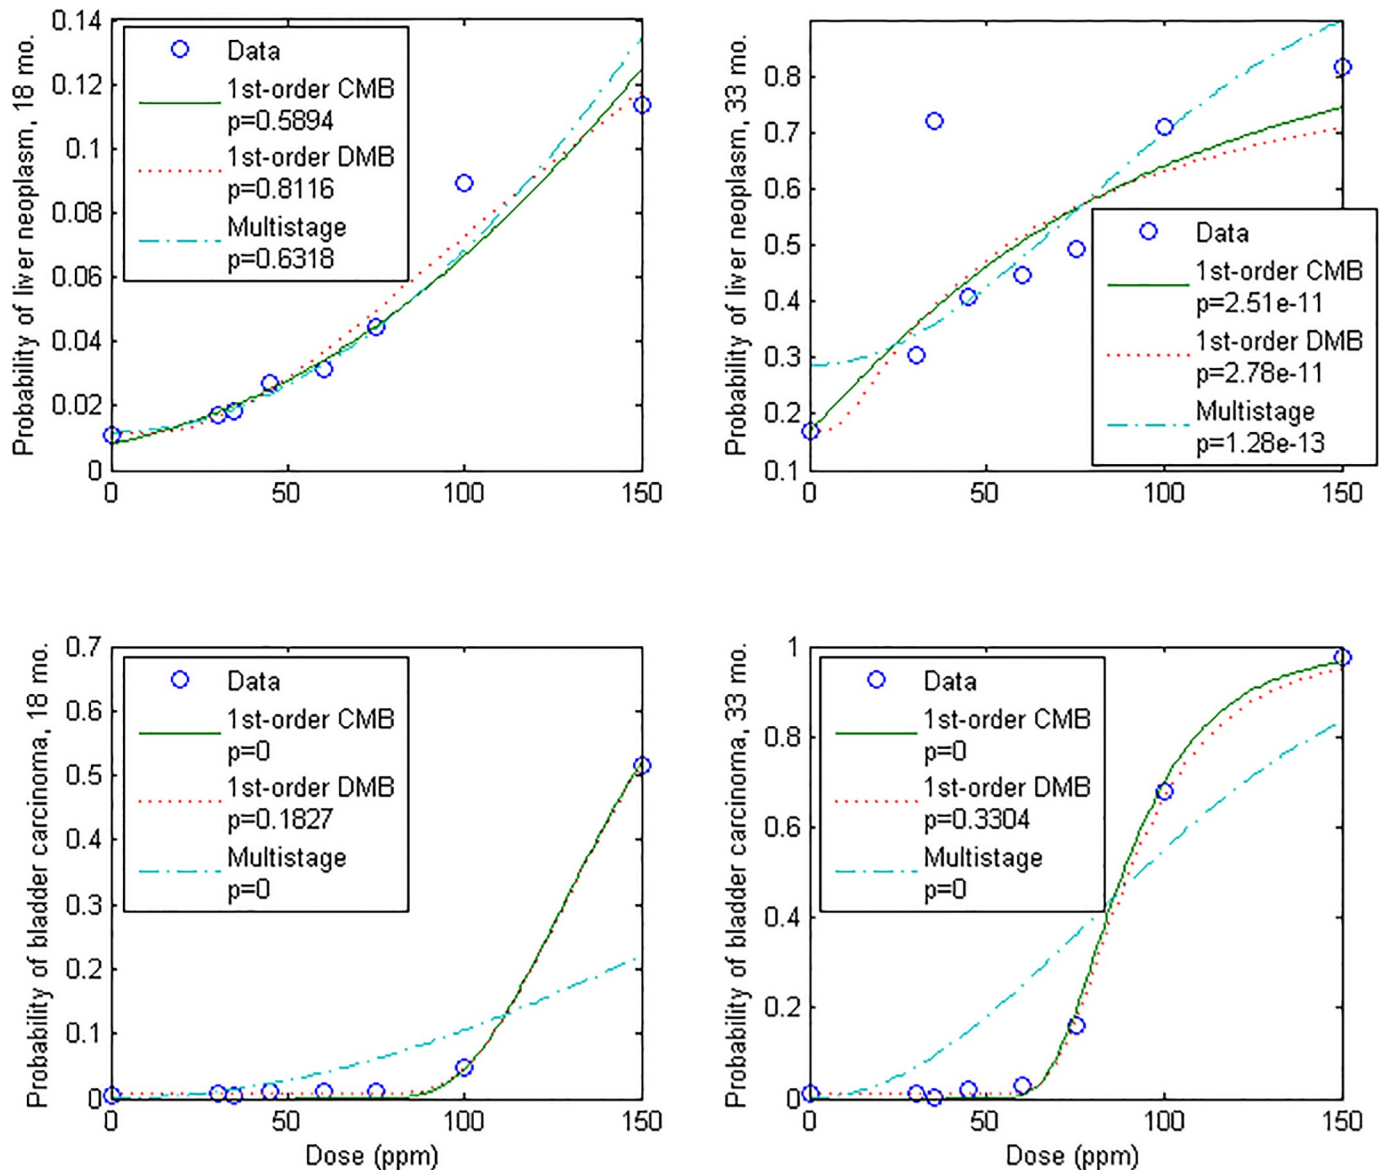 Probability of liver neoplasm, 18 mo.
0.14
0.12
0.1
0.08
0.06
0.04
0.02
0
0 50 100 150
Data
1st-order CMB
p=0.5894
1st-order DMB
p=0.8116
Multistage
p=0.6318
Probability of liver neoplasm, 33 mo.
0.8
0.7
0.6
0.5
0.4
0.3
0.2
0.1
0 50 100 150
Data
1st-order CMB
p=2.51e-11
1st-order DMB
p=2.78e-11
Multistage
p=1.28e-13
Probability of bladder carcinoma, 18 mo.
0.7
0.6
0.5
0.4
0.3
0.2
0.1
0
0 50 100 150
Dose (ppm)
Data
1st-order CMB
p=0
1st-order DMB
p=0.1827
Multistage
p=0
Probability of bladder carcinoma, 33 mo.
1
0.8
0.6
0.4
0.2
0
0 50 100 150
Dose (ppm)
Data
1st-order CMB
p=0
1st-order DMB
p=0.3304
Multistage
p=0